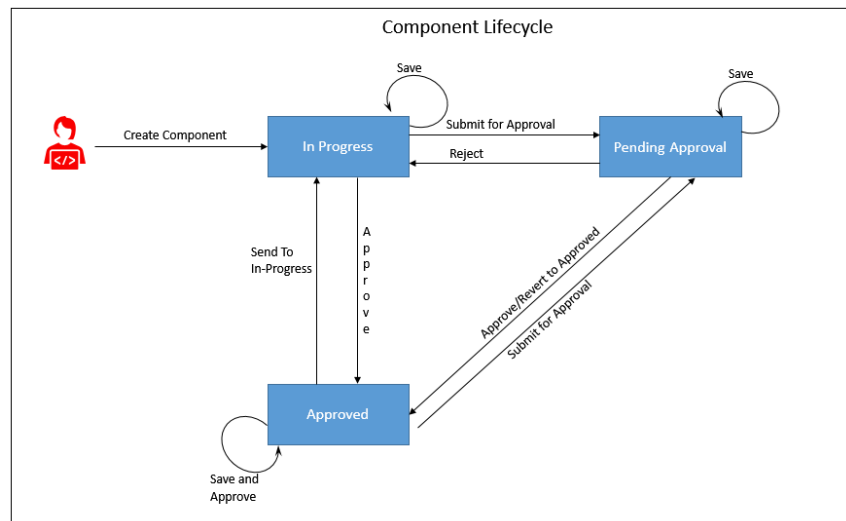 Component Lifecycle
Save
Save
Create Component
In Progress
Submit for Approval
Reject
Pending Approval
Send To
In-Progress
Approve
Approve/Revert to Approved
Submit for Approval
Approved
Save and
Approve
</>